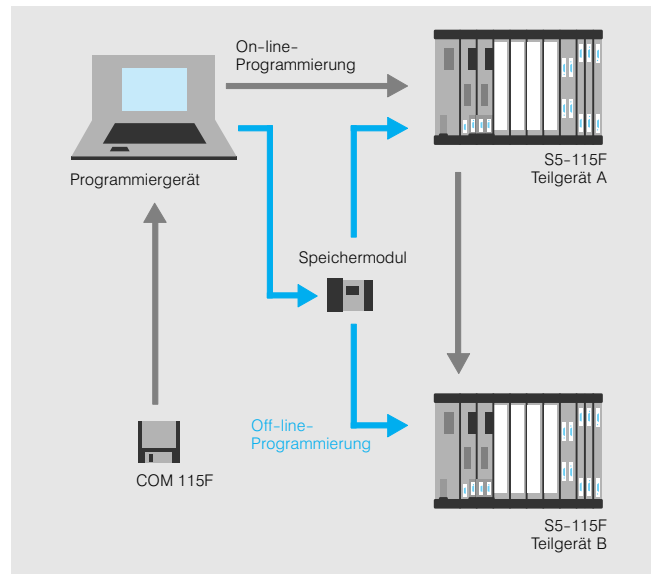 On-line-
Programmierung
S5-115F
Teilgerät A
Programmiergerät
Speichermodul
Off-line-
Programmierung
COM 115F
S5-115F
Teilgerät B